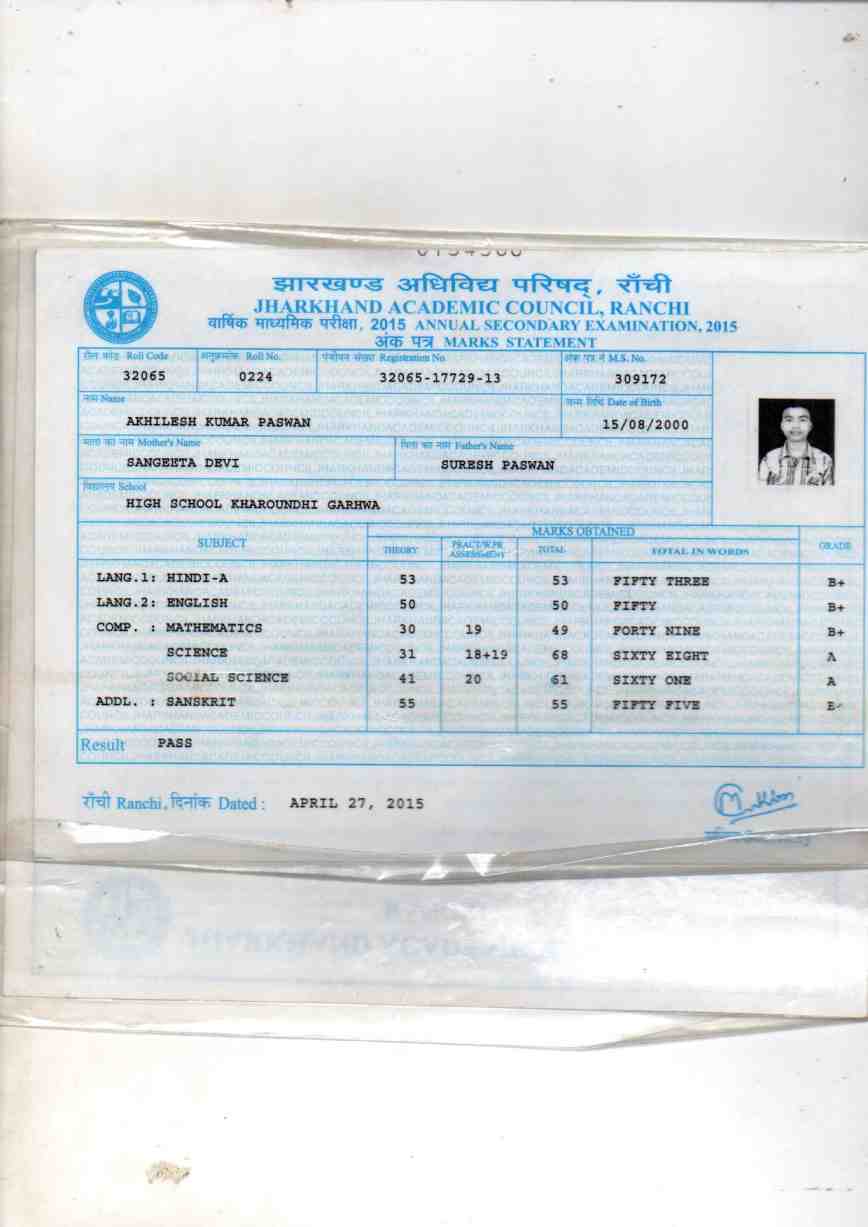 झारखण्ड अधिविद्य परिषद्, राँची
JHARKHAND ACADEMIC COUNCIL, RANCHI
वार्षिक माध्यमिक परीक्षा, 2015 ANNUAL SECONDARY EXAMINATION, 2015
अंक पत्र MARKS STATEMENT
रौल कोड Roll Code अनुक्रमांक Roll No. पंजीयन संख्या Registration No अंक पत्र नं M.S. No.
32065 0224 32065-17729-13 309172
नाम Name जन्म तिथि Date of Birth
AKHILESH KUMAR PASWAN 15/08/2000
माता का नाम Mother's Name पिता का नाम Father's Name
SANGEETA DEVI SURESH PASWAN
विद्यालय School
HIGH SCHOOL KHAROUNDHI GARHWA
SUBJECT MARKS OBTAINED GRADE
THEORY PRACT/W.PR ASSESSMENT TOTAL TOTAL IN WORDS
LANG.1: HINDI-A 53 53 FIFTY THREE B+
LANG.2: ENGLISH 50 50 FIFTY B+
COMP. : MATHEMATICS 30 19 49 FORTY NINE B+
SCIENCE 31 18+19 68 SIXTY EIGHT A
SOCIAL SCIENCE 41 20 61 SIXTY ONE A
ADDL. : SANSKRIT 55 55 FIFTY FIVE
Result PASS
राँची Ranchi, दिनांक Dated : APRIL 27, 2015